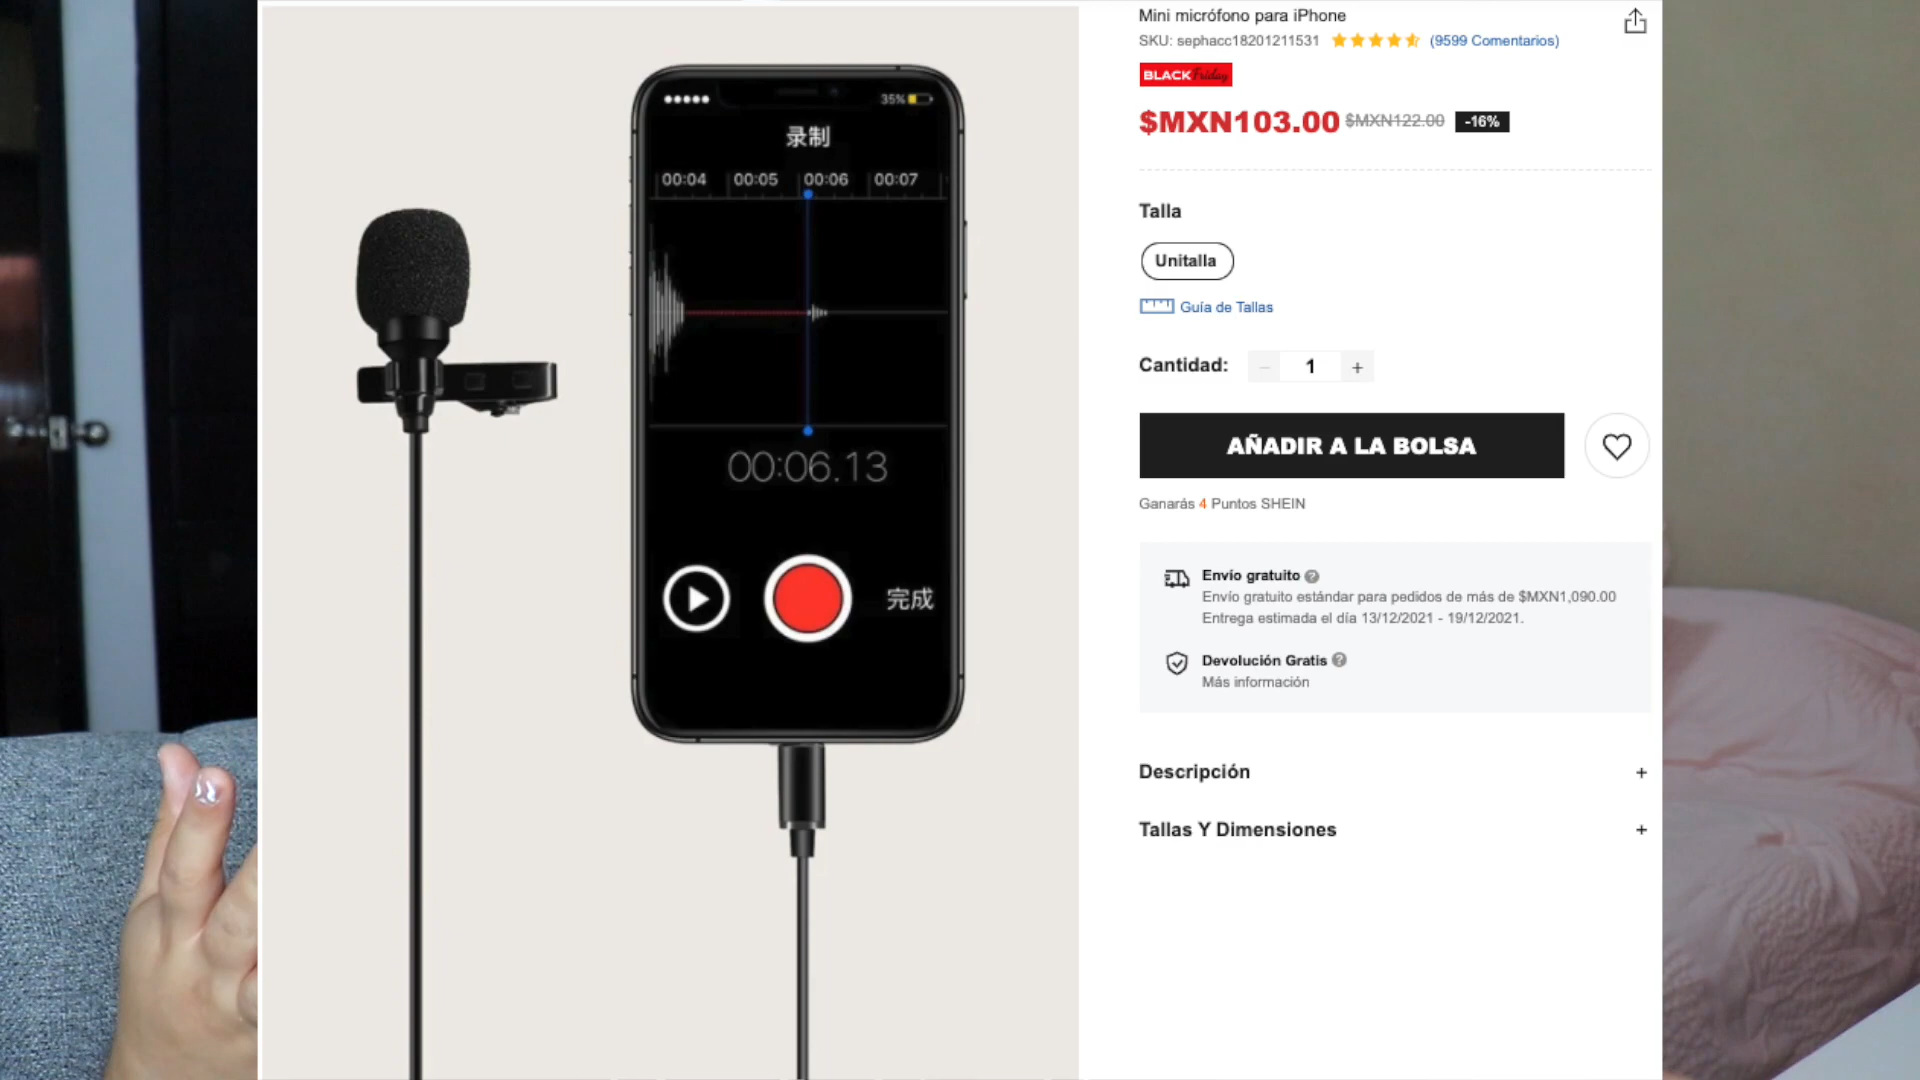 35%
录制
00:04 00:05 00:06 00:07
00:06.13
完成
Mini micrófono para iPhone
SKU: sephacc18201211531 (9599 Comentarios)
BLACK Friday
$MXN103.00 $MXN122.00 -16%
Talla
Unitalla
Guía de Tallas
Cantidad: − 1 +
AÑADIR A LA BOLSA
Ganarás 4 Puntos SHEIN
Envío gratuito ?
Envío gratuito estándar para pedidos de más de $MXN1,090.00
Entrega estimada el día 13/12/2021 - 19/12/2021.
Devolución Gratis ?
Más información
Descripción +
Tallas Y Dimensiones +